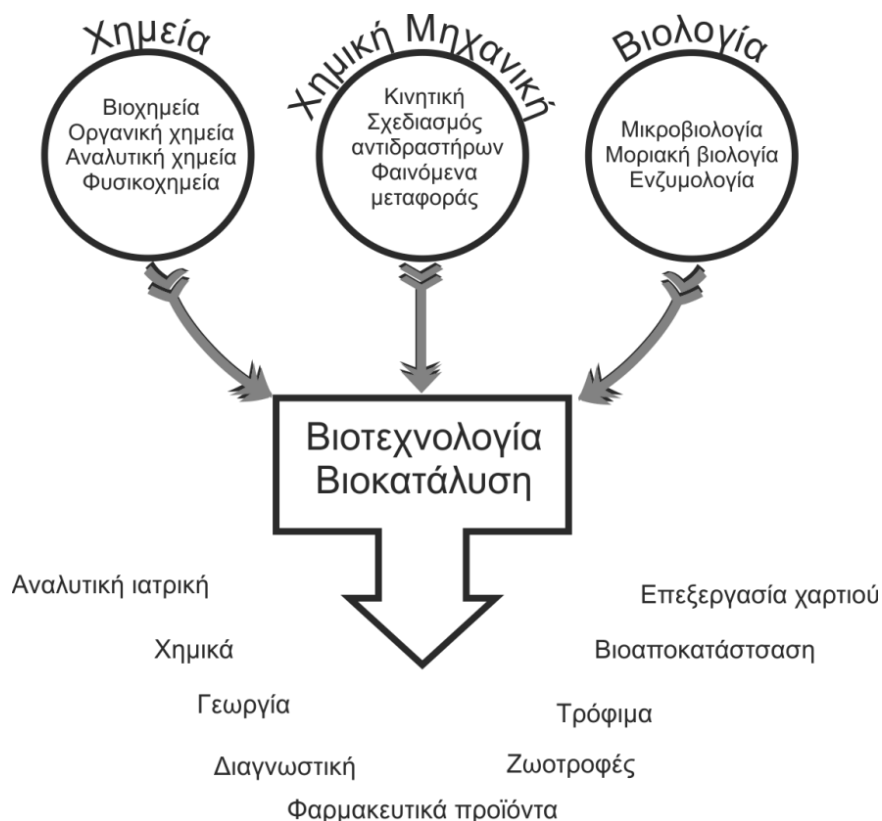 Χημεία
Βιοχημεία
Οργανική χημεία
Αναλυτική χημεία
Φυσικοχημεία
Χημική Μηχανική
Κινητική
Σχεδιασμός
αντιδραστήρων
Φαινόμενα
μεταφοράς
Βιολογία
Μικροβιολογία
Μοριακή βιολογία
Ενζυμολογία
Βιοτεχνολογία
Βιοκατάλυση
Αναλυτική ιατρική
Επεξεργασία χαρτιού
Χημικά
Βιοαποκατάστσαση
Γεωργία
Τρόφιμα
Διαγνωστική
Ζωοτροφές
Φαρμακευτικά προϊόντα